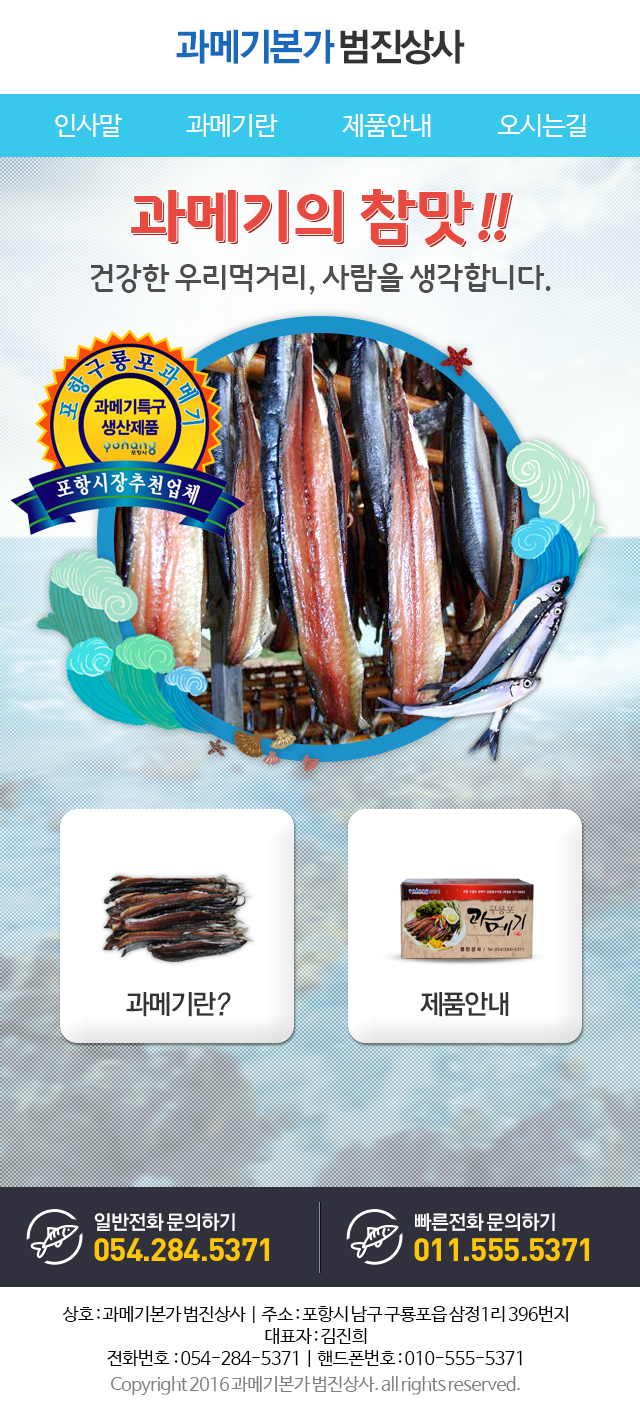 과메기본가 범진상사
인사말 과메기란 제품안내 오시는길
과메기의 참맛!!
건강한 우리먹거리, 사람을 생각합니다.
포항구룡포과메기
과메기특구
생산제품
포항시
포항시장추천업체
구룡포
과메기
범진상사 / Tel. 054)284-5371
과메기란?
제품안내
일반전화 문의하기
054.284.5371
빠른전화 문의하기
011.555.5371
상호 : 과메기본가 범진상사 | 주소 : 포항시 남구 구룡포읍 삼정1리 396번지
대표자 : 김진희
전화번호 : 054-284-5371 | 핸드폰번호 : 010-555-5371
Copyright 2016 과메기본가 범진상사. all rights reserved.